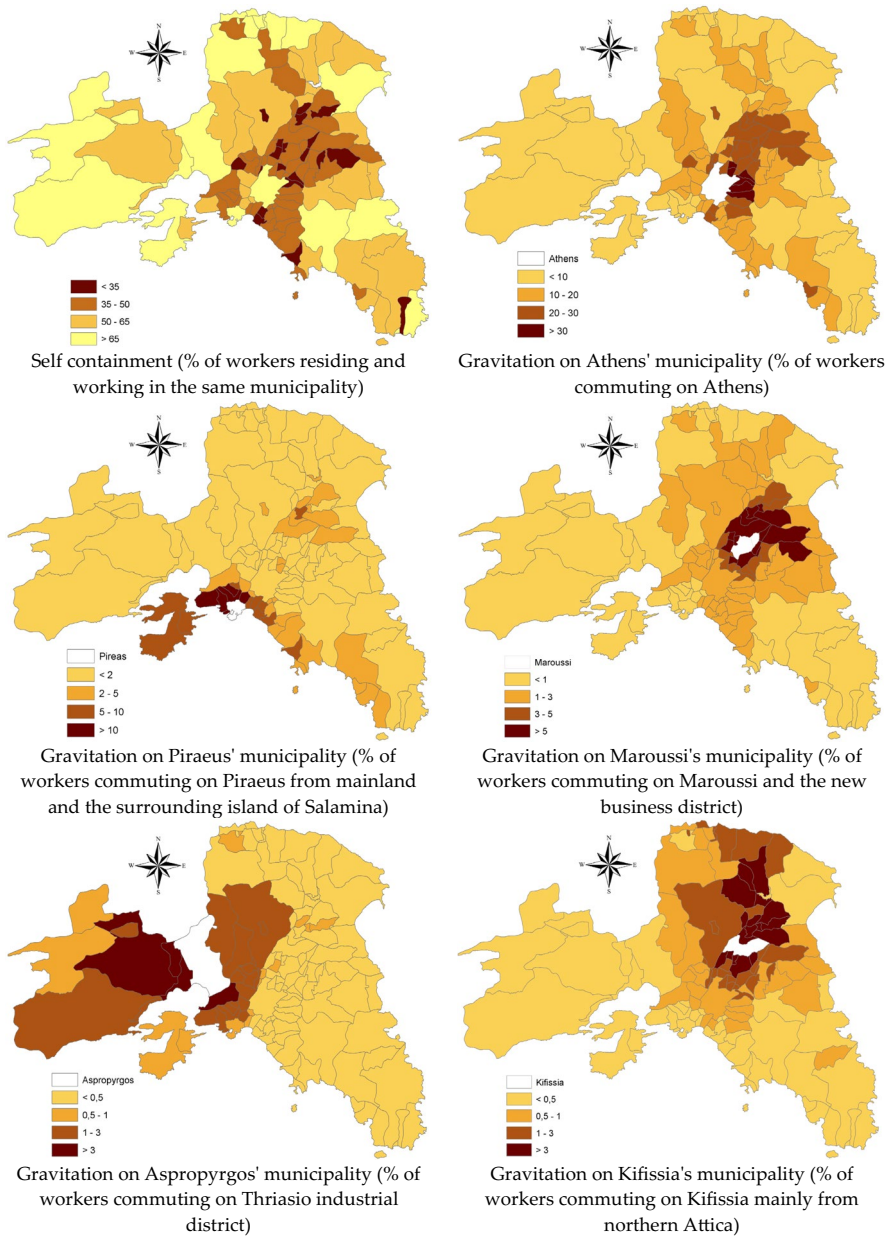 N
W E
S
< 35
35 - 50
50 - 65
> 65
Self containment (% of workers residing and
working in the same municipality)
N
W E
S
Athens
< 10
10 - 20
20 - 30
> 30
Gravitation on Athens' municipality (% of workers
commuting on Athens)
N
W E
S
Pireas
< 2
2 - 5
5 - 10
> 10
Gravitation on Piraeus' municipality (% of
workers commuting on Piraeus from mainland
and the surrounding island of Salamina)
N
W E
S
Maroussi
< 1
1 - 3
3 - 5
> 5
Gravitation on Maroussi's municipality (% of
workers commuting on Maroussi and the new
business district)
N
W E
S
Aspropyrgos
< 0,5
0,5 - 1
1 - 3
> 3
Gravitation on Aspropyrgos' municipality (% of
workers commuting on Thriasio industrial
district)
N
W E
S
Kifissia
< 0,5
0,5 - 1
1 - 3
> 3
Gravitation on Kifissia's municipality (% of
workers commuting on Kifissia mainly from
northern Attica)